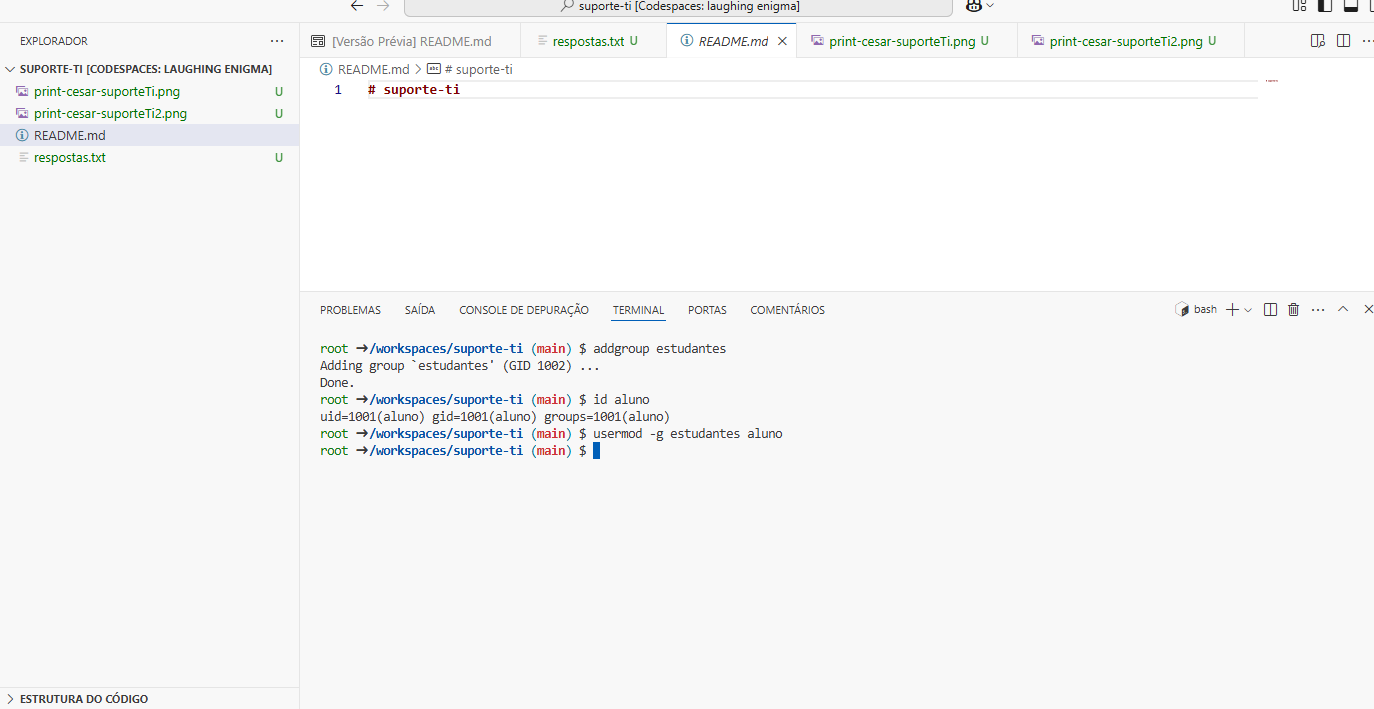 suporte-ti [Codespaces: laughing enigma]
EXPLORADOR
SUPORTE-TI [CODESPACES: LAUGHING ENIGMA]
print-cesar-suporteTi.png U
print-cesar-suporteTi2.png U
README.md
respostas.txt U
ESTRUTURA DO CÓDIGO
[Versão Prévia] README.md respostas.txt U README.md print-cesar-suporteTi.png U print-cesar-suporteTi2.png U
README.md > # suporte-ti
1 # suporte-ti
PROBLEMAS SAÍDA CONSOLE DE DEPURAÇÃO TERMINAL PORTAS COMENTÁRIOS bash
root ➜/workspaces/suporte-ti (main) $ addgroup estudantes
Adding group `estudantes' (GID 1002) ...
Done.
root ➜/workspaces/suporte-ti (main) $ id aluno
uid=1001(aluno) gid=1001(aluno) groups=1001(aluno)
root ➜/workspaces/suporte-ti (main) $ usermod -g estudantes aluno
root ➜/workspaces/suporte-ti (main) $